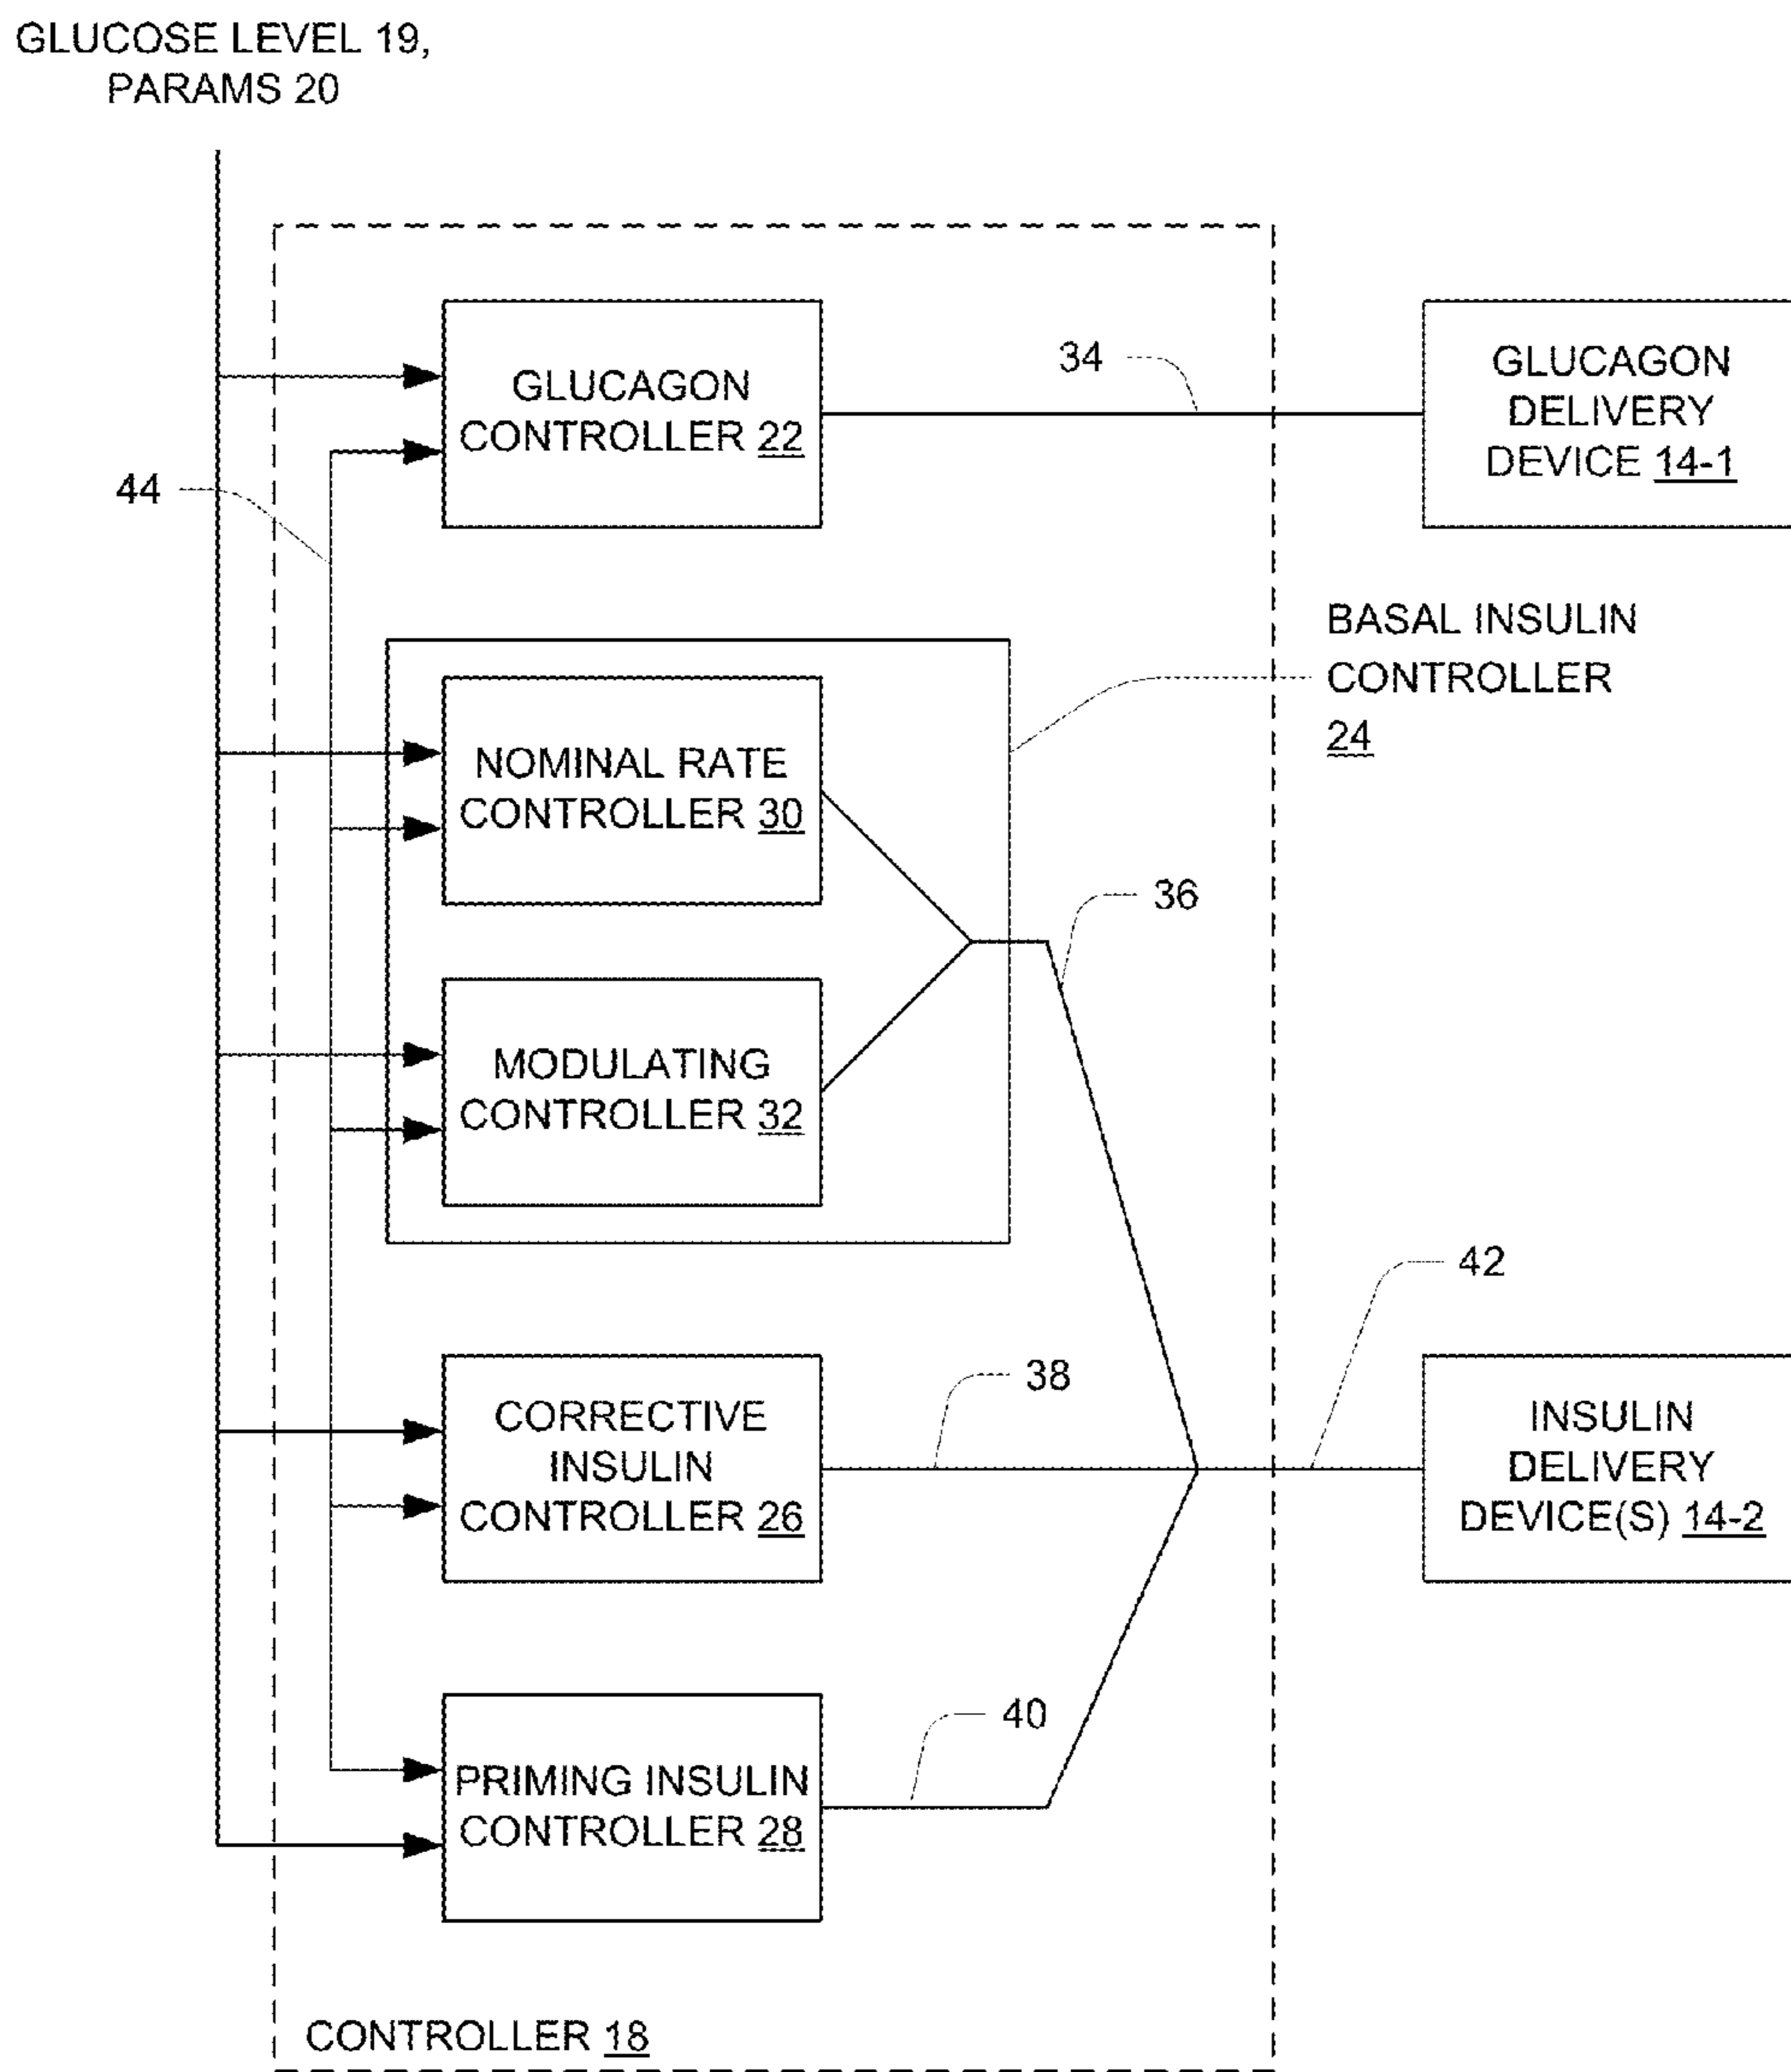 GLUCOSE LEVEL 19,
PARAMS 20
GLUCAGON
CONTROLLER 22
34
GLUCAGON
DELIVERY
DEVICE 14-1
44
BASAL INSULIN
CONTROLLER
24
NOMINAL RATE
CONTROLLER 30
36
MODULATING
CONTROLLER 32
42
CORRECTIVE
INSULIN
CONTROLLER 26
38
INSULIN
DELIVERY
DEVICE(S) 14-2
PRIMING INSULIN
CONTROLLER 28
40
CONTROLLER 18